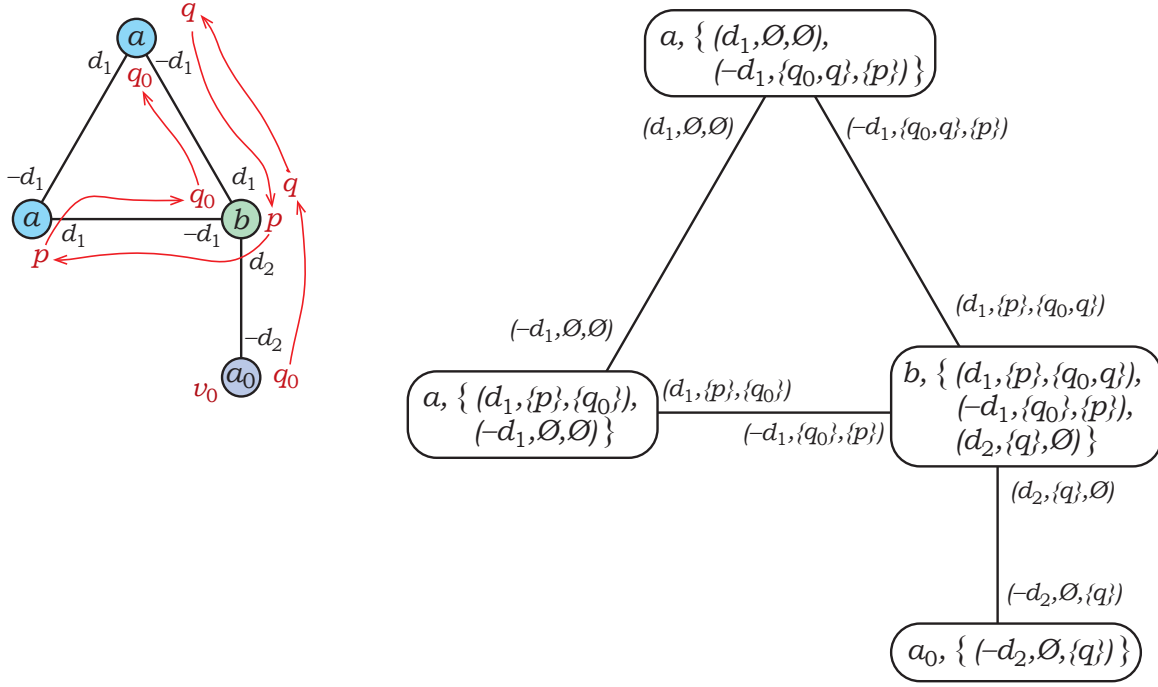 q
a
d₁
–d₁
q₀
–d₁
d₁
q
q₀
a
b
p
d₁
–d₁
p
d₂
–d₂
v₀
a₀
q₀
a, { (d₁,Ø,Ø),
(–d₁,{q₀,q},{p}) }
(d₁,Ø,Ø)
(–d₁,{q₀,q},{p})
(–d₁,Ø,Ø)
(d₁,{p},{q₀,q})
a, { (d₁,{p},{q₀}),
(–d₁,Ø,Ø) }
(d₁,{p},{q₀})
(–d₁,{q₀},{p})
b, { (d₁,{p},{q₀,q}),
(–d₁,{q₀},{p}),
(d₂,{q},Ø) }
(d₂,{q},Ø)
(–d₂,Ø,{q})
a₀, { (–d₂,Ø,{q}) }